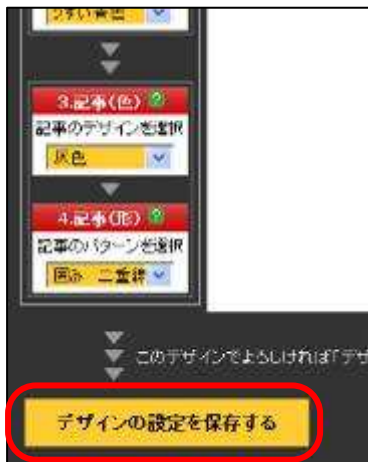 うすい黄色
3.記事(色) ?
記事のデザインを選択
灰色
4.記事(形) ?
記事のパターンを選択
囲み 二重線
このデザインでよろしければ「デザ
デザインの設定を保存する